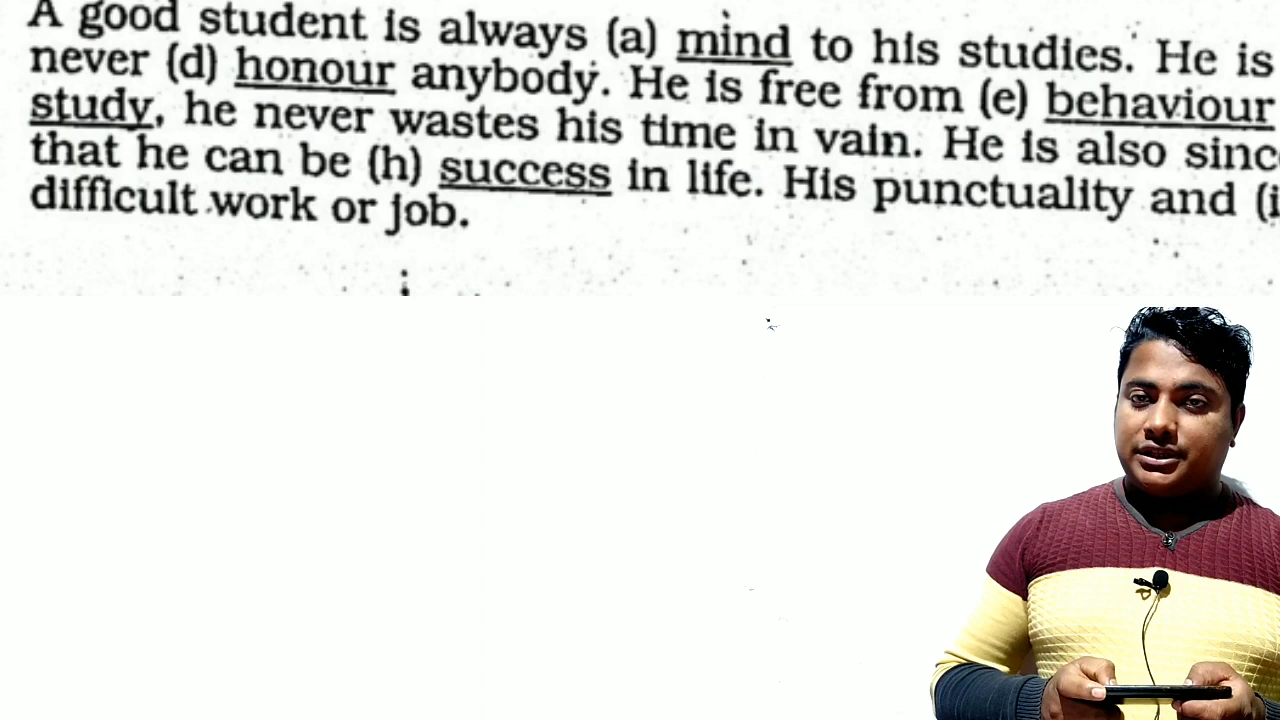 A good student is always (a) mind to his studies. He is
never (d) honour anybody. He is free from (e) behaviour
study, he never wastes his time in vain. He is also
that he can be (h) success in life. His punctuality and
difficult work or job.